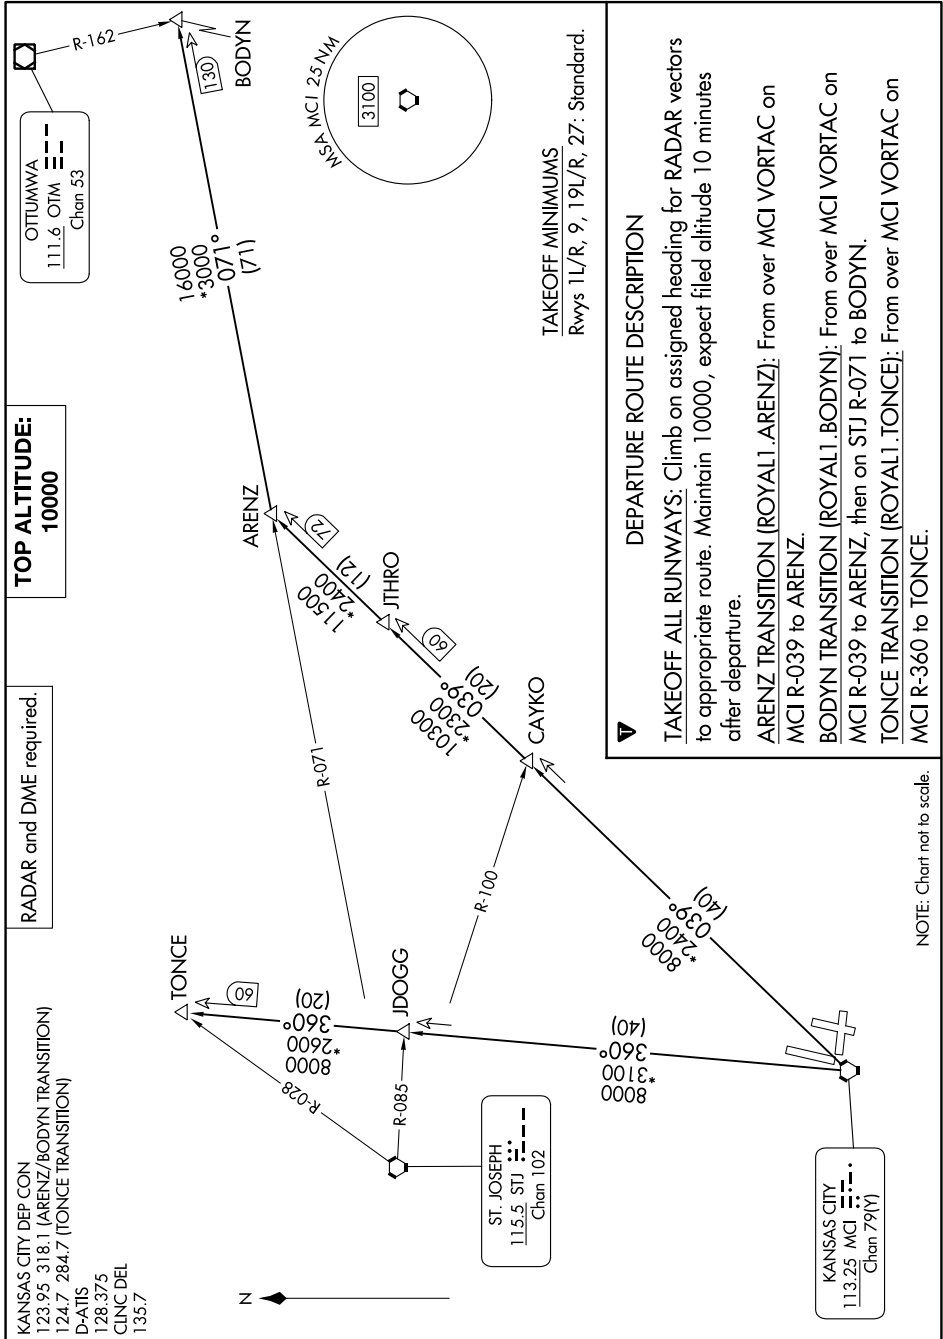 KANSAS CITY DEP CON
123.95 318.1 (ARENZ/BODYN TRANSITION)
124.7 284.7 (TONCE TRANSITION)
D-ATIS
128.375
CLNC DEL
135.7
RADAR and DME required.
TOP ALTITUDE:
10000
OTTUMWA
111.6 OTM
Chan 53
R-162
BODYN
130
16000
*3000
071°
(71)
MSA MCI 25 NM
3100
TAKEOFF MINIMUMS
Rwys 1L/R, 9, 19L/R, 27: Standard.
ARENZ
72
11500
*2400
(12)
JTHRO
60
10300
*2300
039°
(20)
CAYKO
R-071
R-100
8000
*2400
039°
(40)
TONCE
60
8000
*2600
360°
(20)
R-028
JDOGG
R-085
8000
*3100
360°
(40)
ST. JOSEPH
115.5 STJ
Chan 102
KANSAS CITY
113.25 MCI
Chan 79(Y)
N
NOTE: Chart not to scale.
T
DEPARTURE ROUTE DESCRIPTION
TAKEOFF ALL RUNWAYS: Climb on assigned heading for RADAR vectors
to appropriate route. Maintain 10000, expect filed altitude 10 minutes
after departure.
ARENZ TRANSITION (ROYAL1.ARENZ): From over MCI VORTAC on
MCI R-039 to ARENZ.
BODYN TRANSITION (ROYAL1.BODYN): From over MCI VORTAC on
MCI R-039 to ARENZ, then on STJ R-071 to BODYN.
TONCE TRANSITION (ROYAL1.TONCE): From over MCI VORTAC on
MCI R-360 to TONCE.